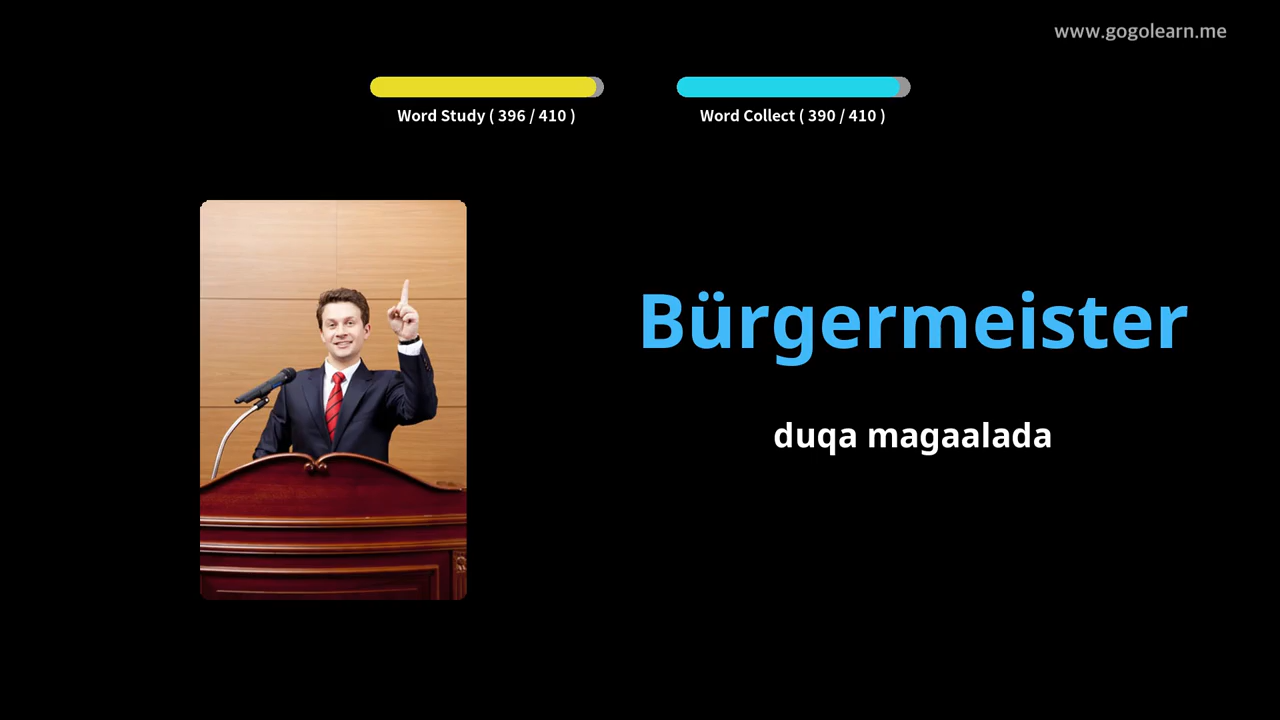 www.gogolearn.me
Word Study ( 396 / 410 )
Word Collect ( 390 / 410 )
Bürgermeister
duqa magaalada